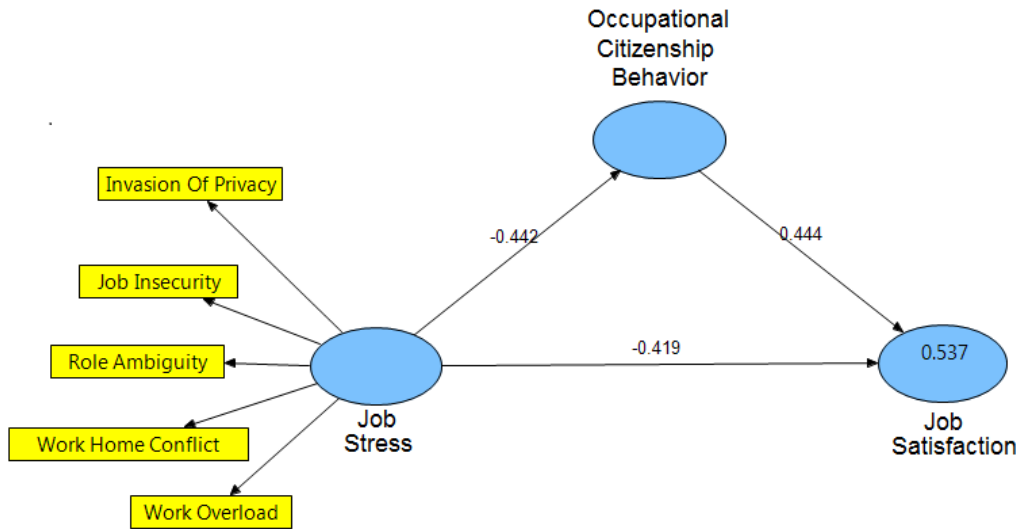 Occupational
Citizenship
Behavior
Invasion Of Privacy
-0.442
0.444
Job Insecurity
Role Ambiguity
-0.419
0.537
Work Home Conflict
Job
Stress
Job
Satisfaction
Work Overload